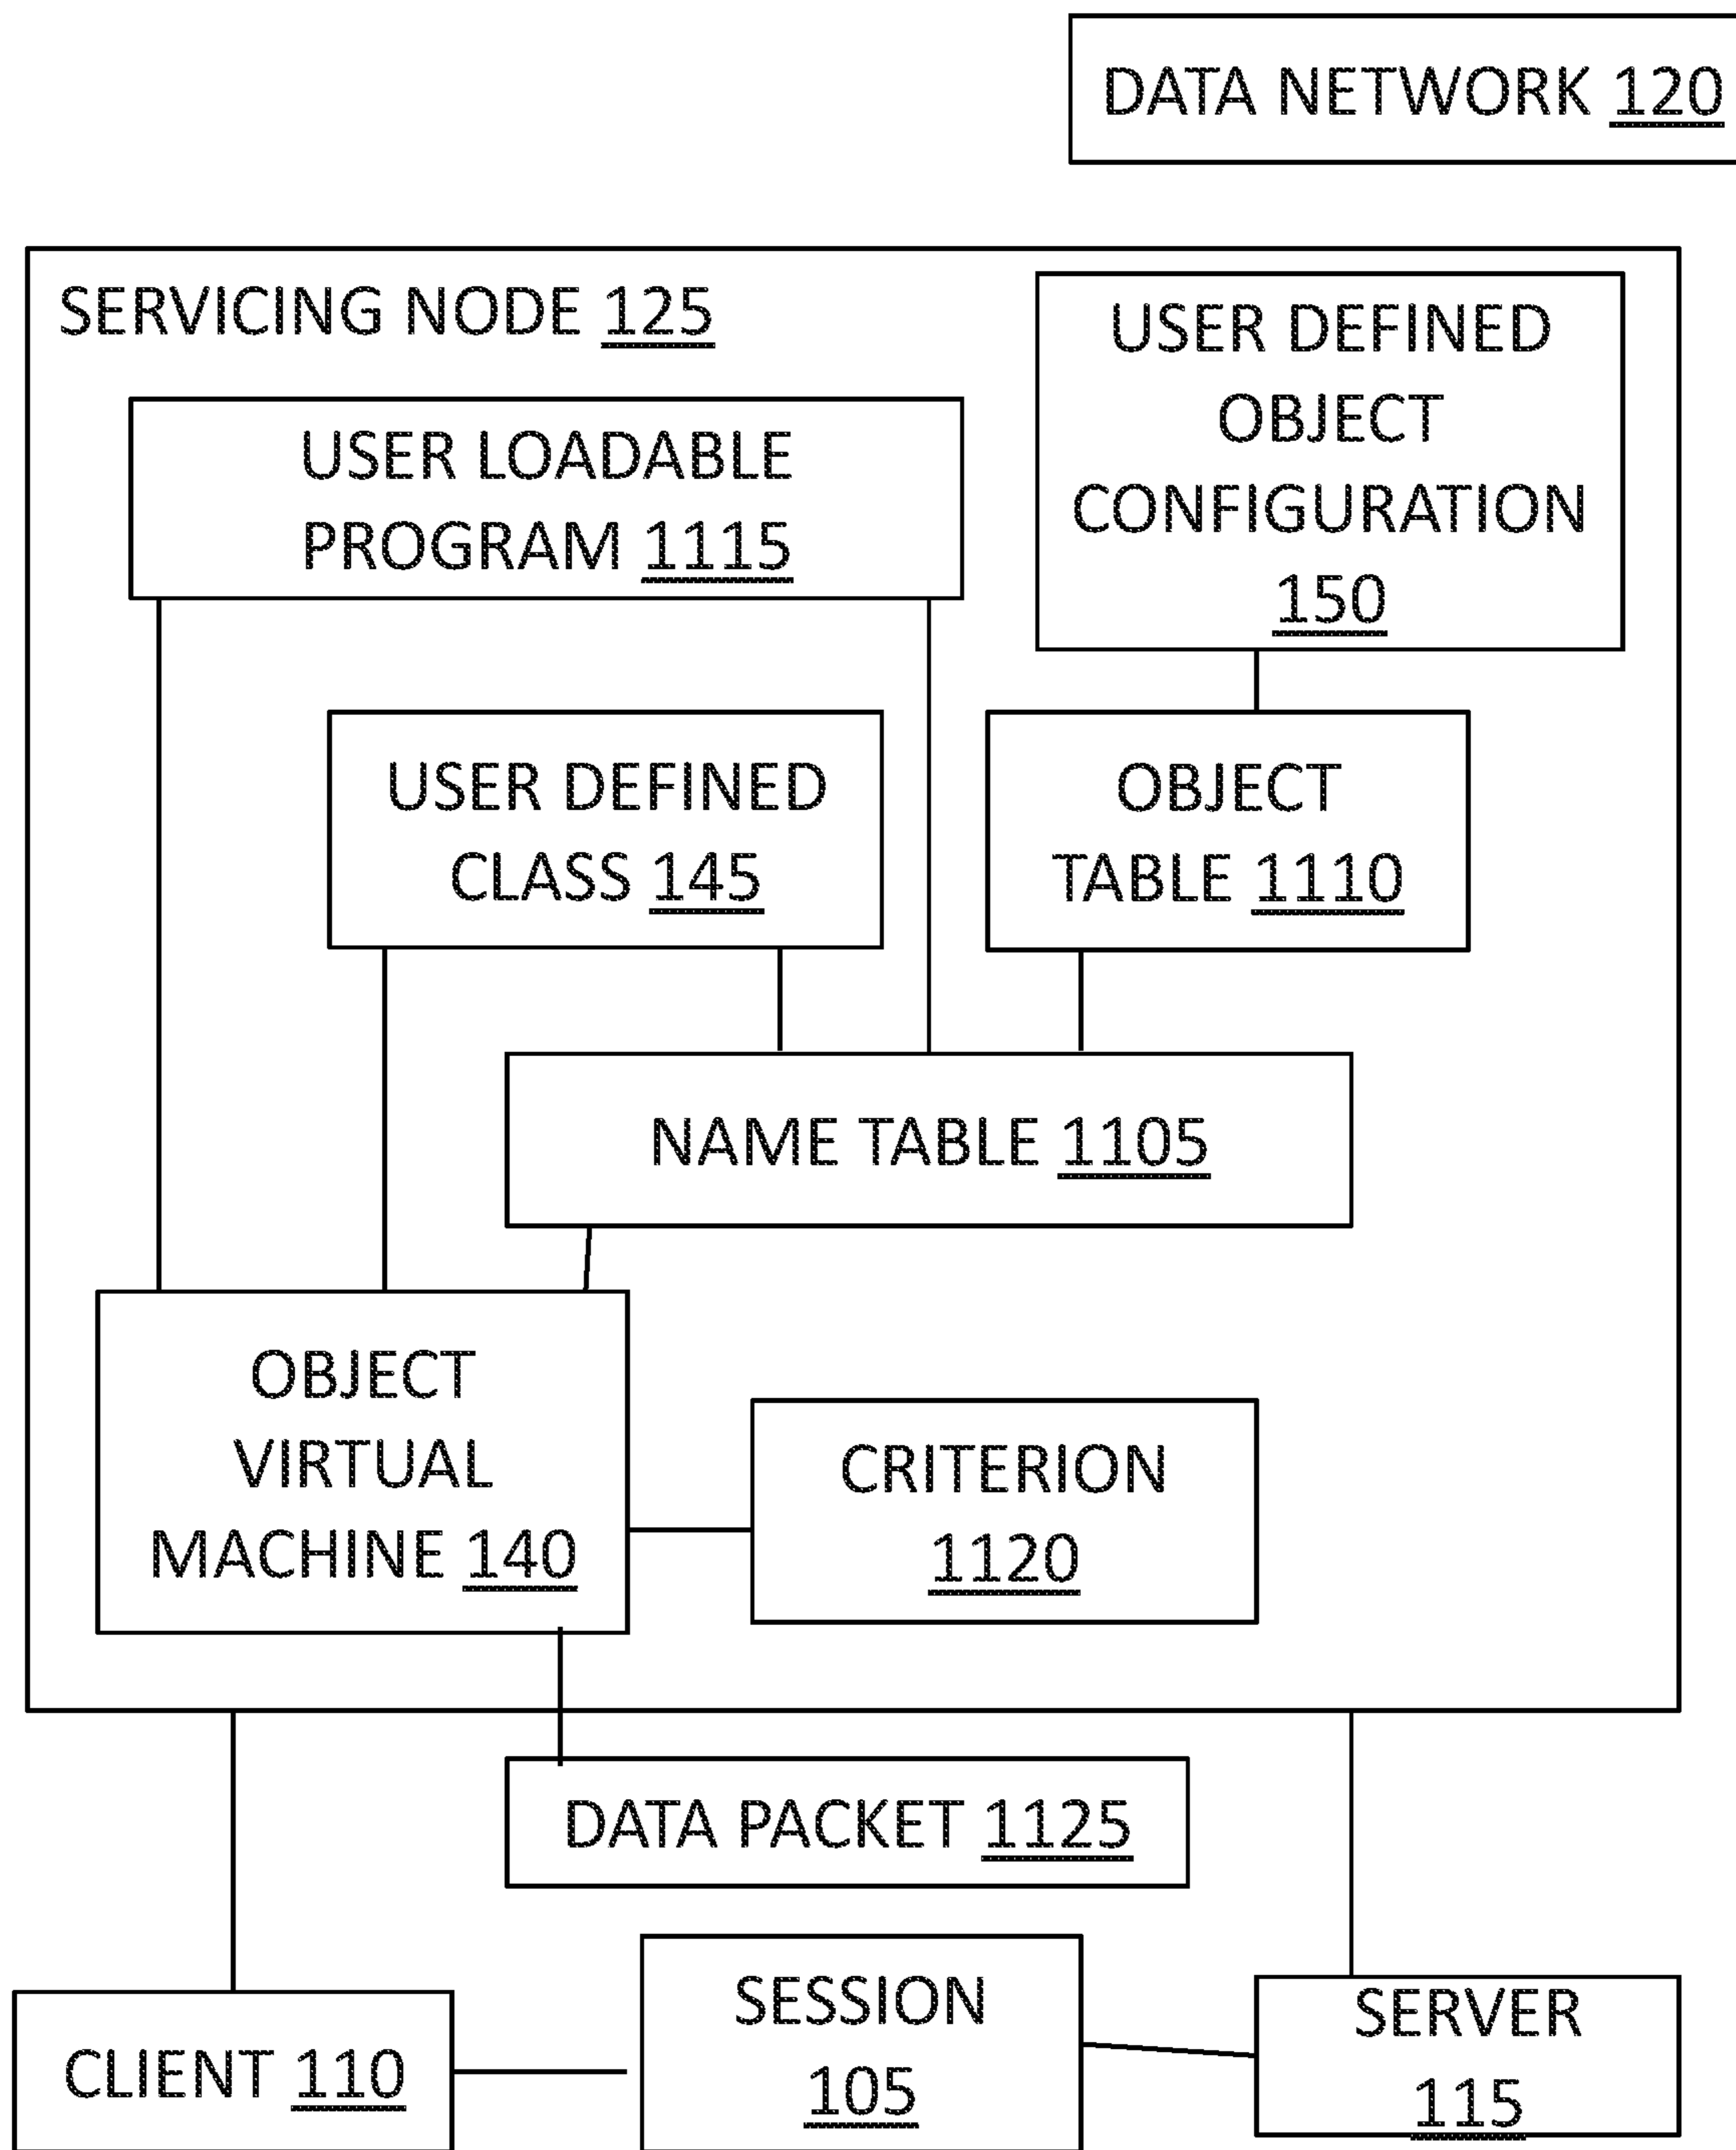 DATA NETWORK 120
SERVICING NODE 125
USER DEFINED
OBJECT
CONFIGURATION
150
USER LOADABLE
PROGRAM 1115
USER DEFINED
CLASS 145
OBJECT
TABLE 1110
NAME TABLE 1105
OBJECT
VIRTUAL
MACHINE 140
CRITERION
1120
DATA PACKET 1125
CLIENT 110
SESSION
105
SERVER
115